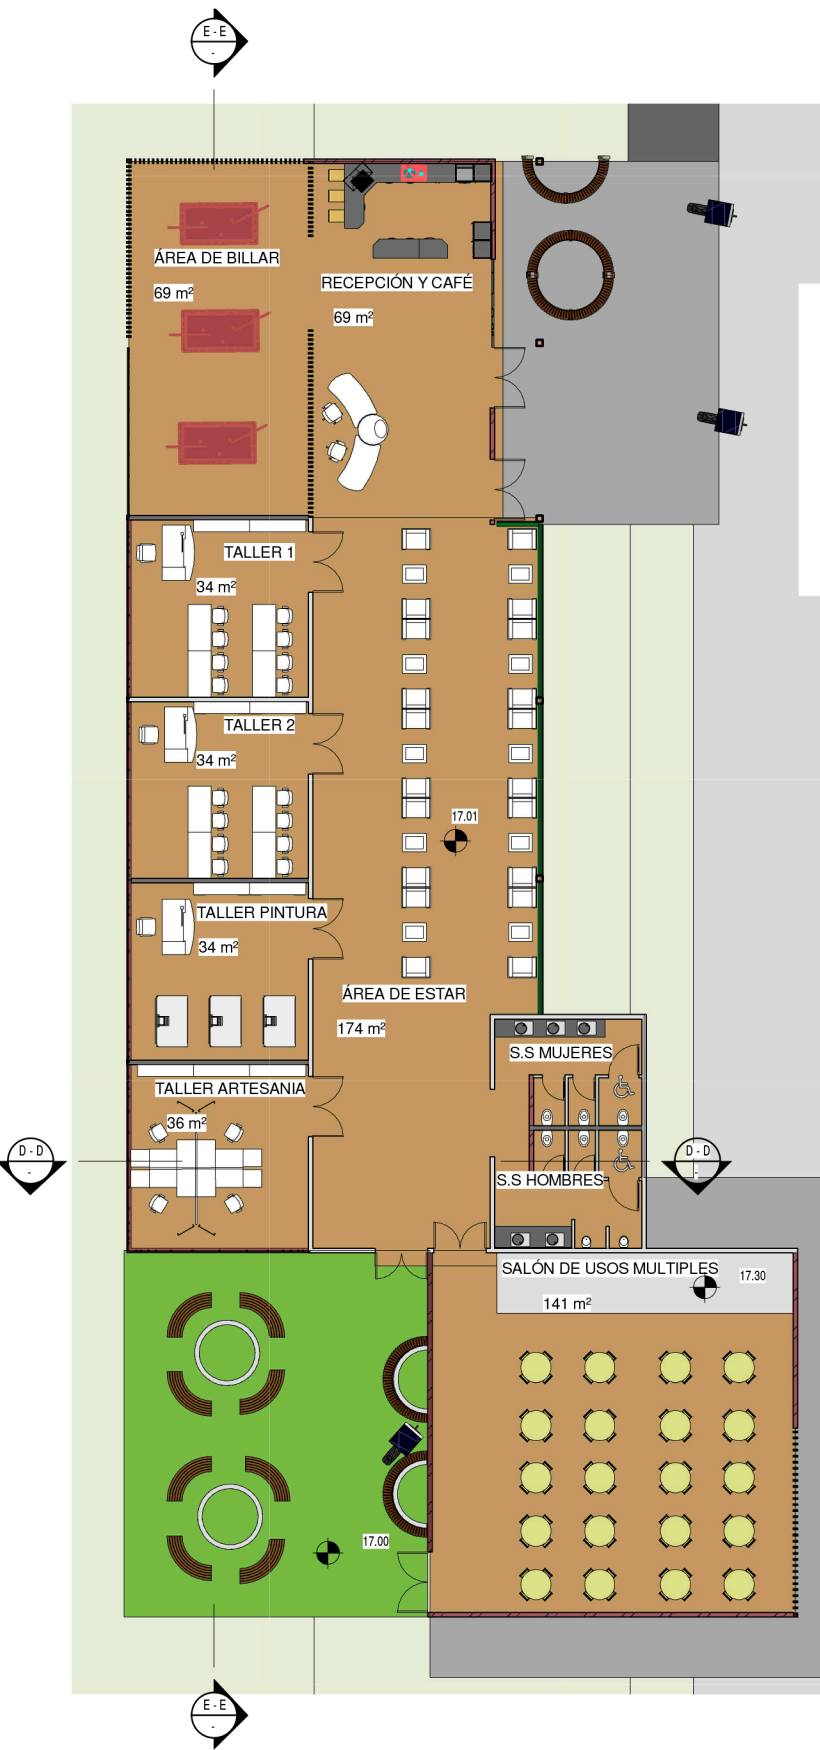 E - E
-
ÁREA DE BILLAR
69 m²
RECEPCIÓN Y CAFÉ
69 m²
TALLER 1
34 m²
TALLER 2
34 m²
17.01
TALLER PINTURA
34 m²
ÁREA DE ESTAR
174 m²
S.S MUJERES
TALLER ARTESANIA
36 m²
D - D
-
D - D
-
S.S HOMBRES
SALÓN DE USOS MULTIPLES
17.30
141 m²
17.00
E - E
-